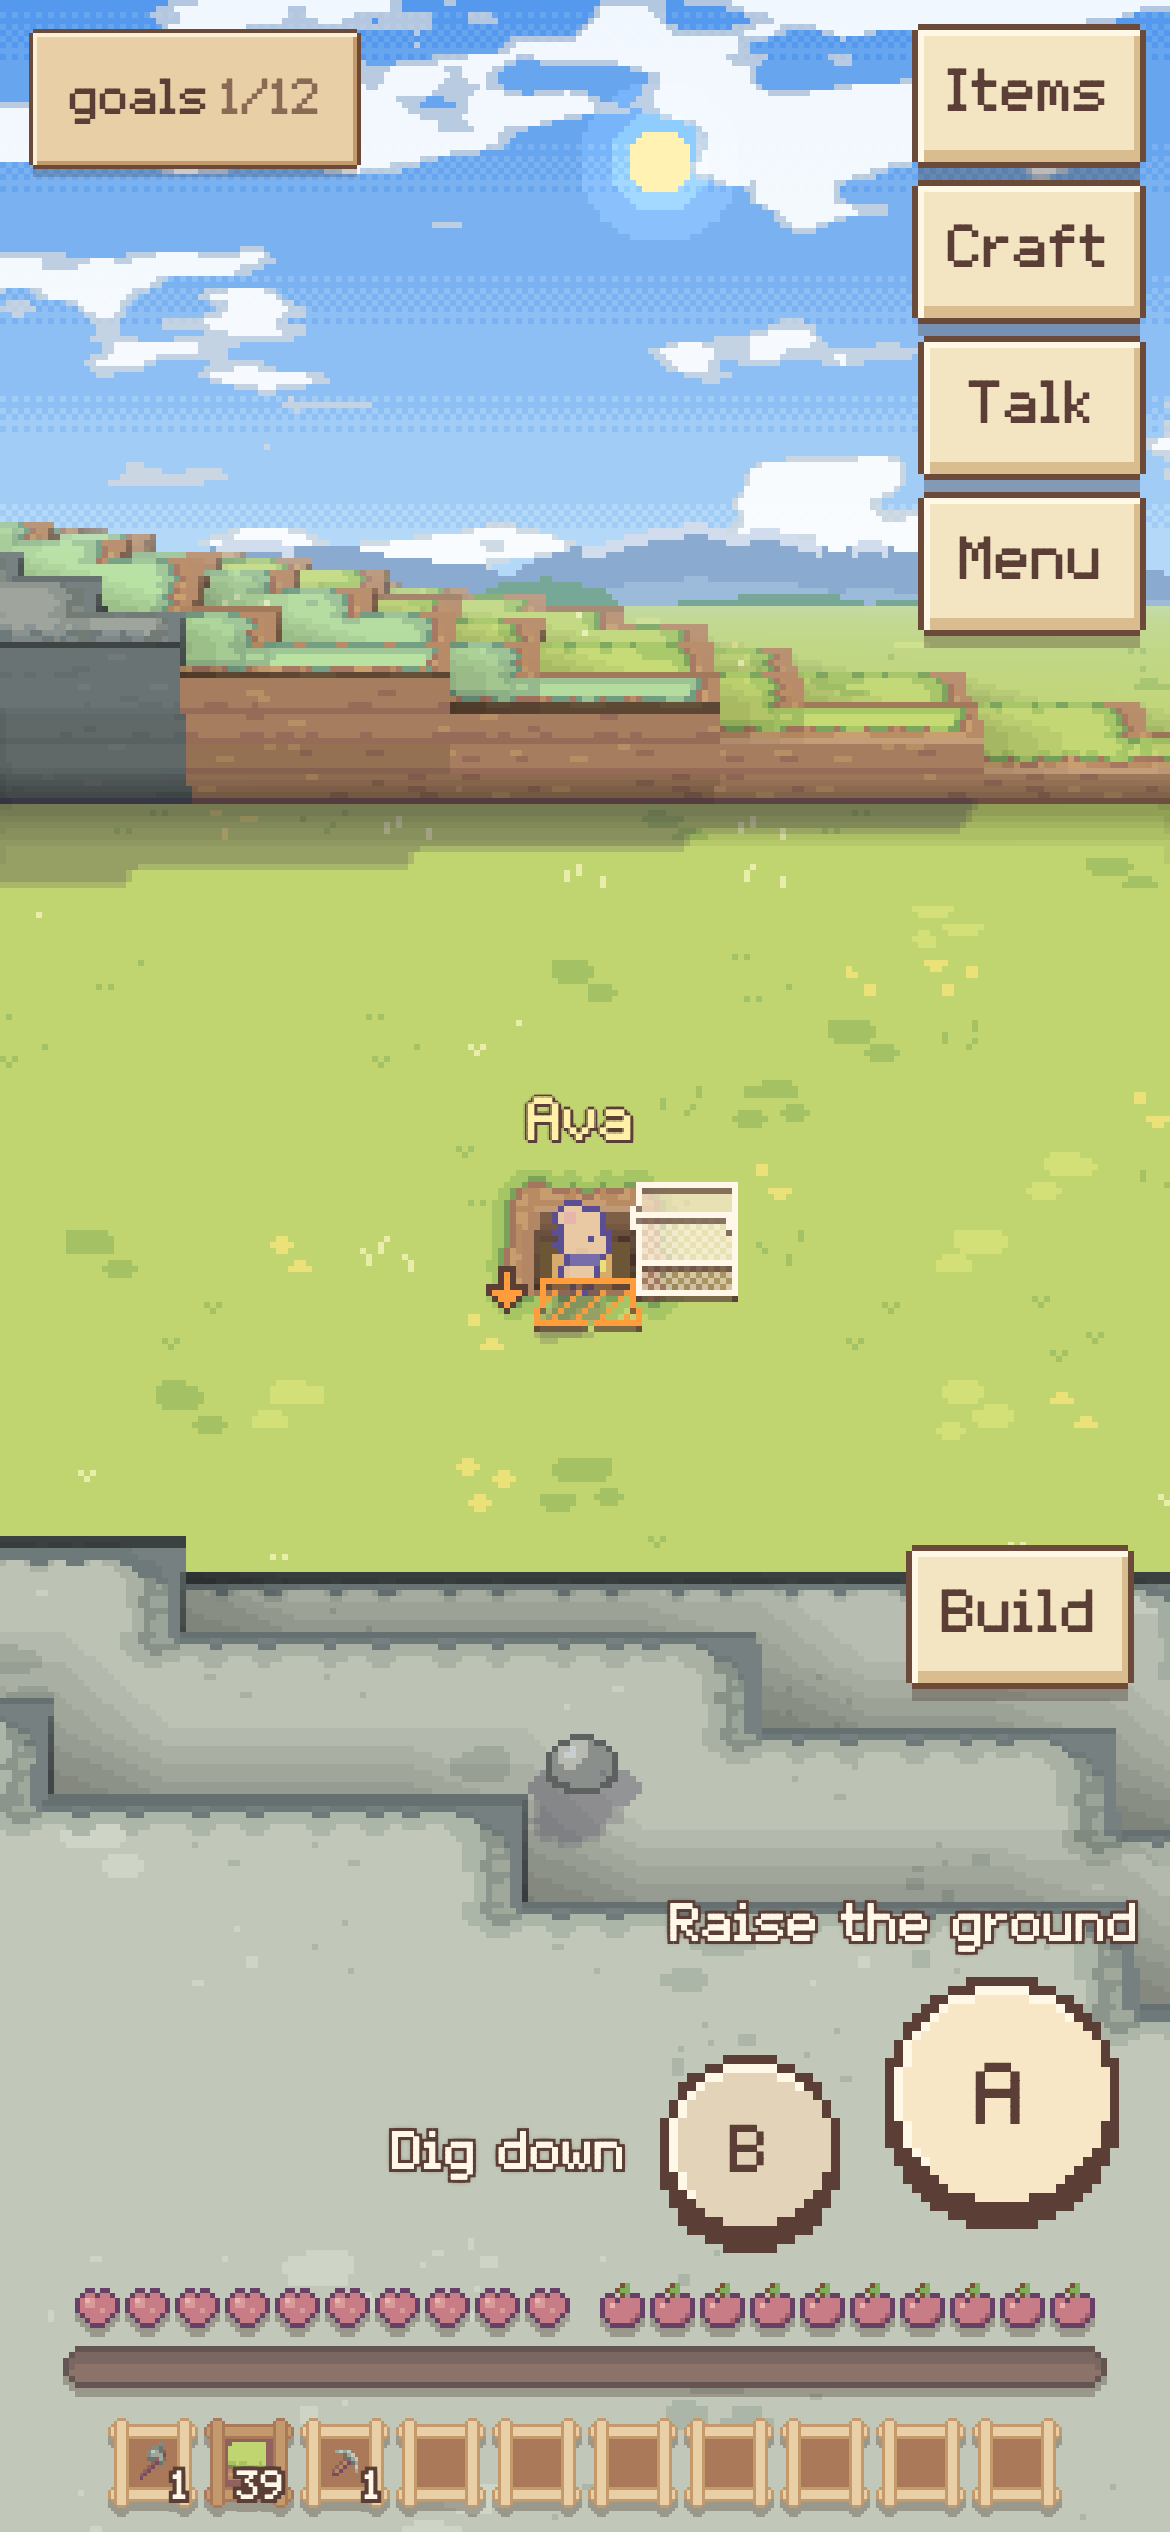 goals 1/12
Items
Craft
Talk
Menu
Ava
Build
Raise the ground
A
Dig down
B
1
39
1